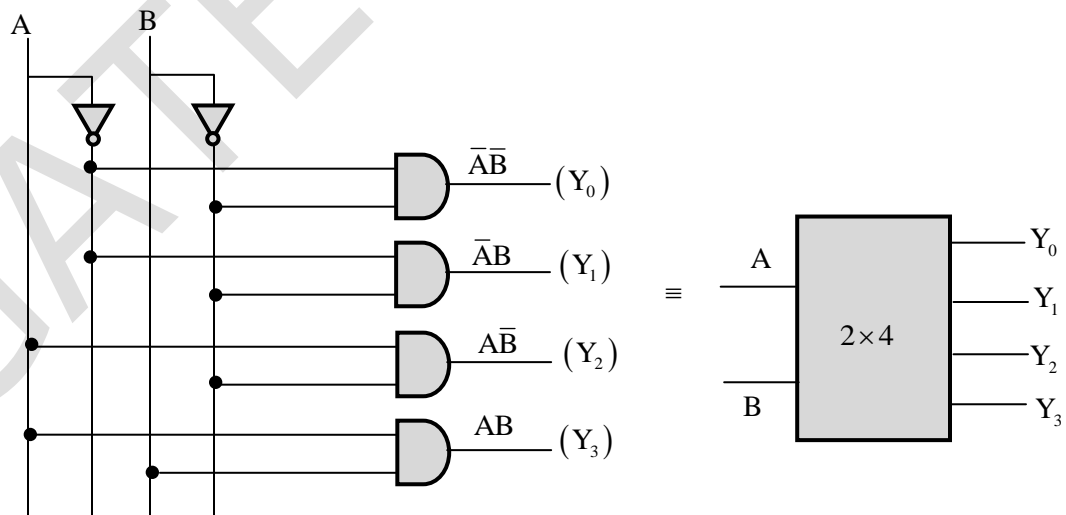 A B
A̅B̅ (Y₀)
A̅B (Y₁)
AB̅ (Y₂)
AB (Y₃)
≡
A
B
2×4
Y₀
Y₁
Y₂
Y₃